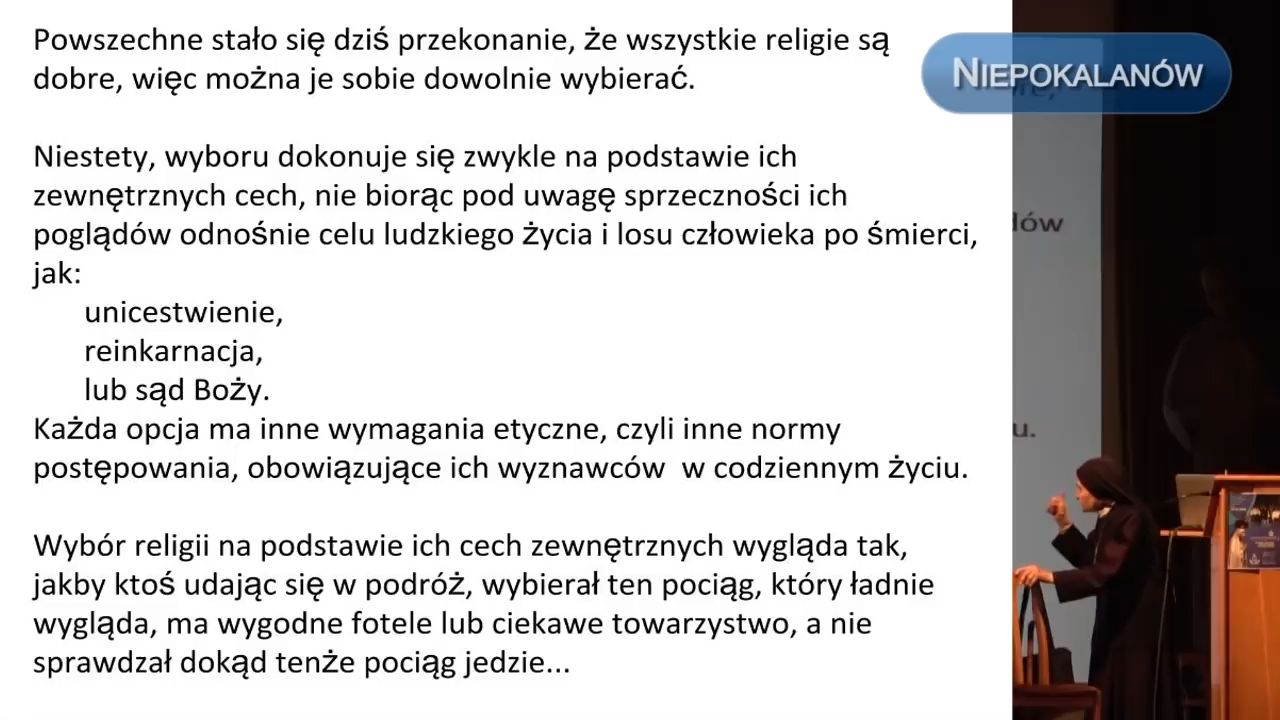 Powszechne stało się dziś przekonanie, że wszystkie religie są
dobre, więc można je sobie dowolnie wybierać.
NIEPOKALANÓW
Niestety, wyboru dokonuje się zwykle na podstawie ich
zewnętrznych cech, nie biorąc pod uwagę sprzeczności ich
poglądów odnośnie celu ludzkiego życia i losu człowieka po śmierci,
jak:
unicestwienie,
reinkarnacja,
lub sąd Boży.
Każda opcja ma inne wymagania etyczne, czyli inne normy
postępowania, obowiązujące ich wyznawców w codziennym życiu.
Wybór religii na podstawie ich cech zewnętrznych wygląda tak,
jakby ktoś udając się w podróż, wybierał ten pociąg, który ładnie
wygląda, ma wygodne fotele lub ciekawe towarzystwo, a nie
sprawdzał dokąd tenże pociąg jedzie...